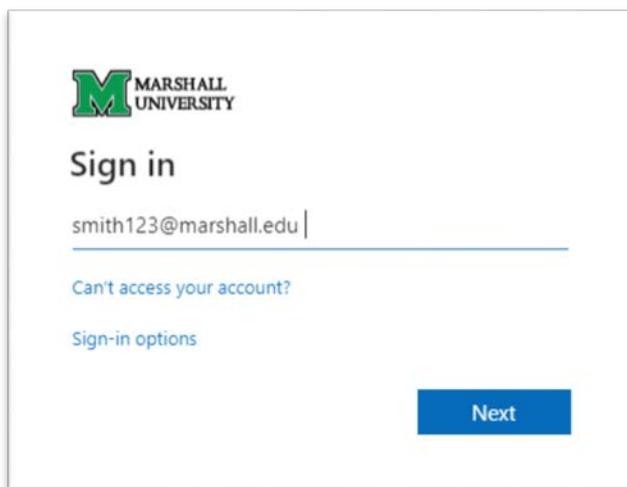 MARSHALL
UNIVERSITY
Sign in
smith123@marshall.edu
Can't access your account?
Sign-in options
Next